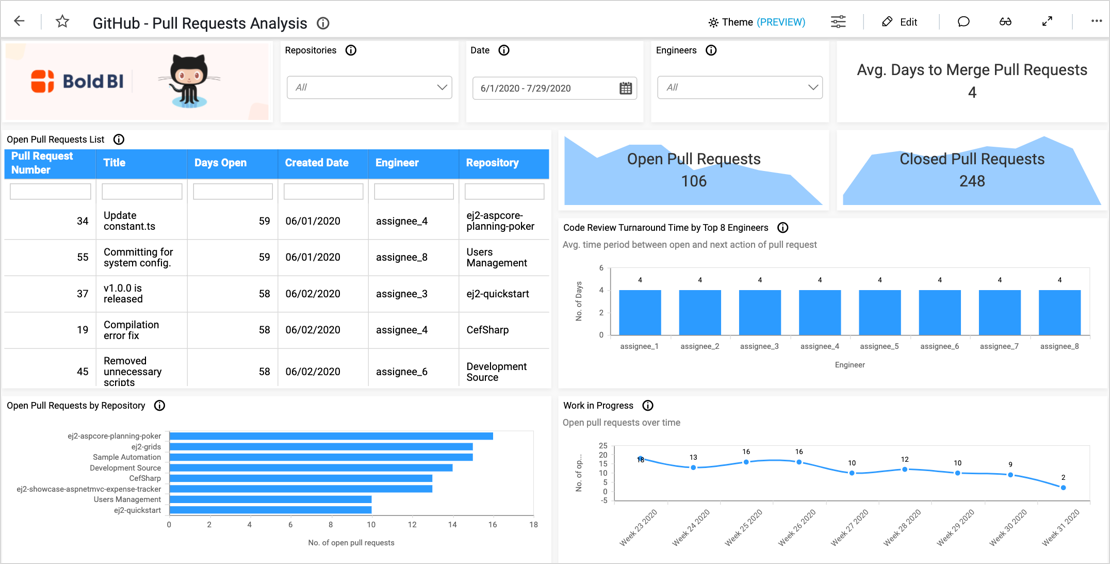 GitHub - Pull Requests Analysis
Theme (PREVIEW)
Edit
Bold BI
Repositories
All
Date
6/1/2020 - 7/29/2020
Engineers
All
Avg. Days to Merge Pull Requests
4
Open Pull Requests List
Pull Request
Number
Title
Days Open
Created Date
Engineer
Repository
34
Update
constant.ts
59
06/01/2020
assignee_4
ej2-aspcore-
planning-poker
55
Committing for
system config.
59
06/01/2020
assignee_8
Users
Management
37
v1.0.0 is
released
58
06/02/2020
assignee_3
ej2-quickstart
19
Compilation
error fix
58
06/02/2020
assignee_4
CefSharp
45
Removed
unnecessary
scripts
58
06/02/2020
assignee_6
Development
Source
Open Pull Requests
106
Closed Pull Requests
248
Code Review Turnaround Time by Top 8 Engineers
Avg. time period between open and next action of pull request
No. of Days
6
4
2
0
4
4
4
4
4
4
4
4
assignee_1
assignee_2
assignee_3
assignee_4
assignee_5
assignee_6
assignee_7
assignee_8
Engineer
Open Pull Requests by Repository
ej2-aspcore-planning-poker
ej2-grids
Sample Automation
Development Source
CefSharp
ej2-showcase-aspnetmvc-expense-tracker
Users Management
ej2-quickstart
0
2
4
6
8
10
12
14
16
18
No. of open pull requests
Work in Progress
Open pull requests over time
No. of op...
25
20
15
10
5
0
-5
18
13
16
16
10
12
10
9
2
Week 23 2020
Week 24 2020
Week 25 2020
Week 26 2020
Week 27 2020
Week 28 2020
Week 29 2020
Week 30 2020
Week 31 2020